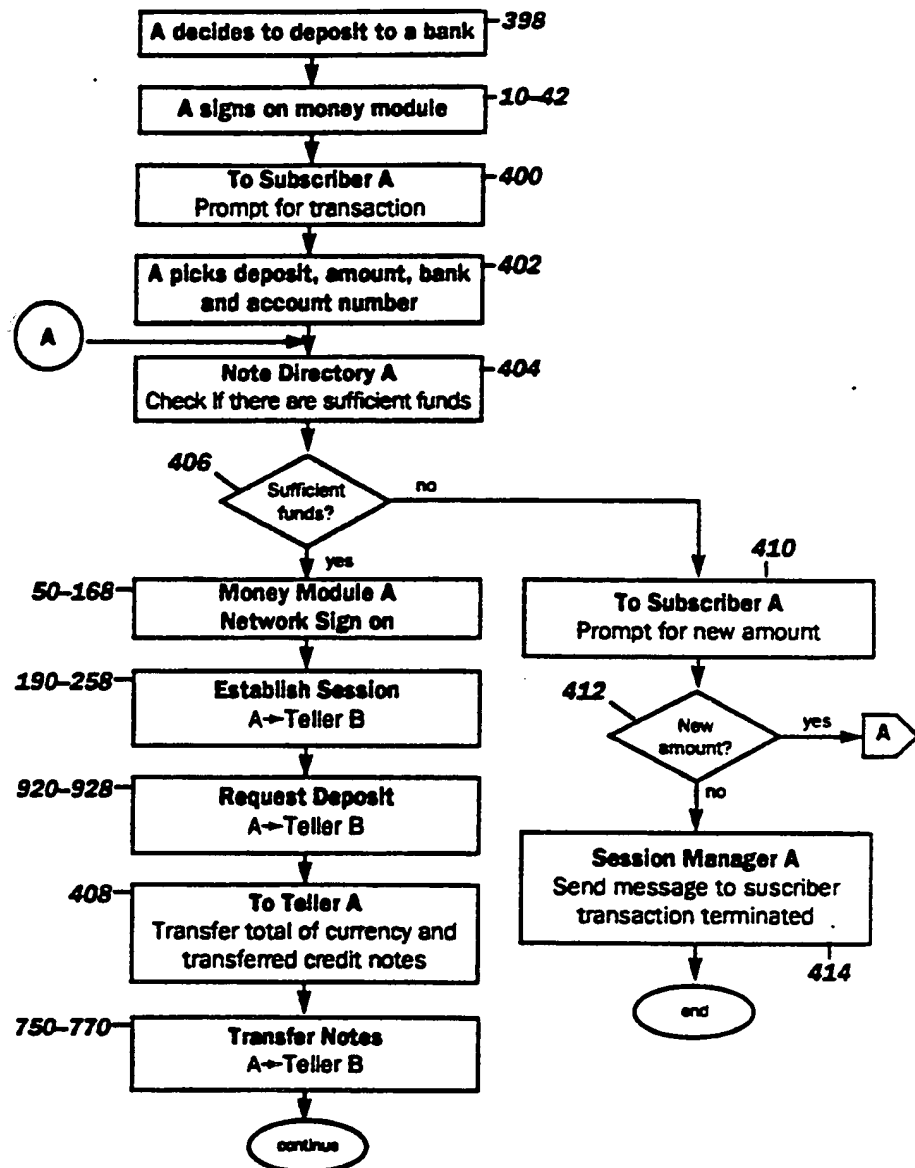 A decides to deposit to a bank
398
A signs on money module
10-42
To Subscriber A
Prompt for transaction
400
A picks deposit, amount, bank
and account number
402
A
Note Directory A
Check If there are sufficient funds
404
406
Sufficient
funds?
no
yes
50-168
Money Module A
Network Sign on
190-258
Establish Session
A→Teller B
920-928
Request Deposit
A→Teller B
408
To Teller A
Transfer total of currency and
transferred credit notes
750-770
Transfer Notes
A→Teller B
continue
410
To Subscriber A
Prompt for new amount
412
New
amount?
yes
A
no
Session Manager A
Send message to suscriber
transaction terminated
414
end